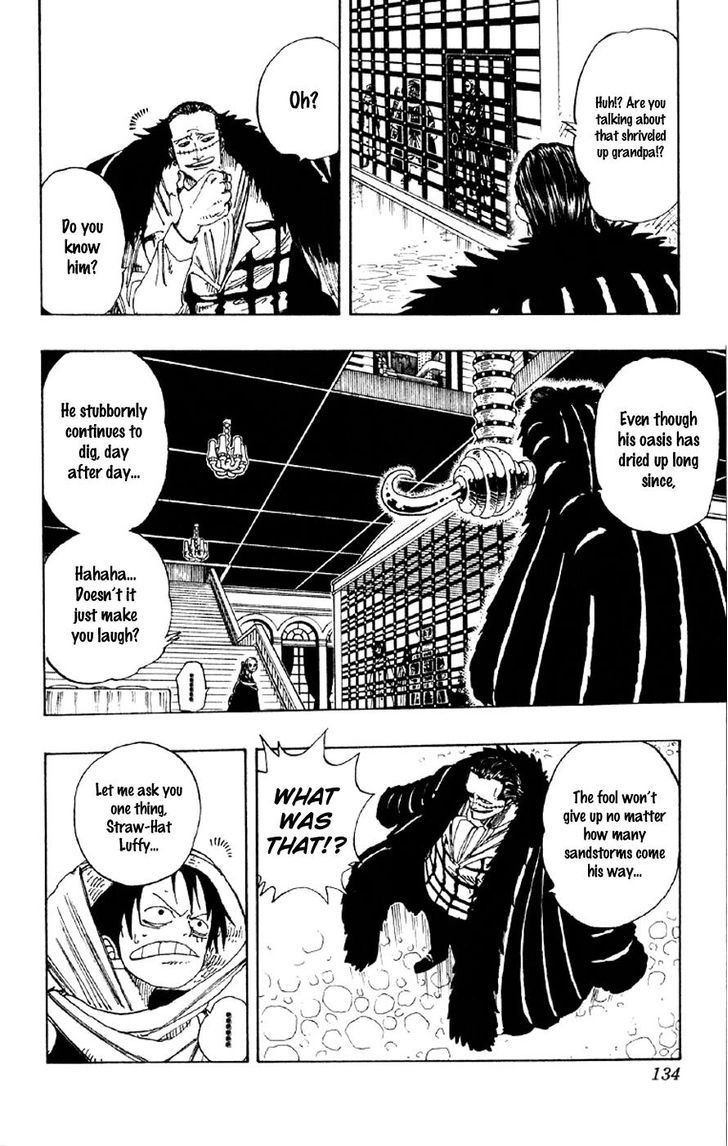 Huh!? Are you
talking about
that shriveled
up grandpa!?
Oh?
Do you
know
him?
Even though
his oasis has
dried up long
since,
He stubbornly
continues to
dig, day
after day...
Hahaha...
Doesn't it
just make
you laugh?
......
The fool won't
give up no matter
how many
sandstorms come
his way...
WHAT
WAS
THAT!?
Let me ask you
one thing,
Straw-Hat
Luffy...
......
134